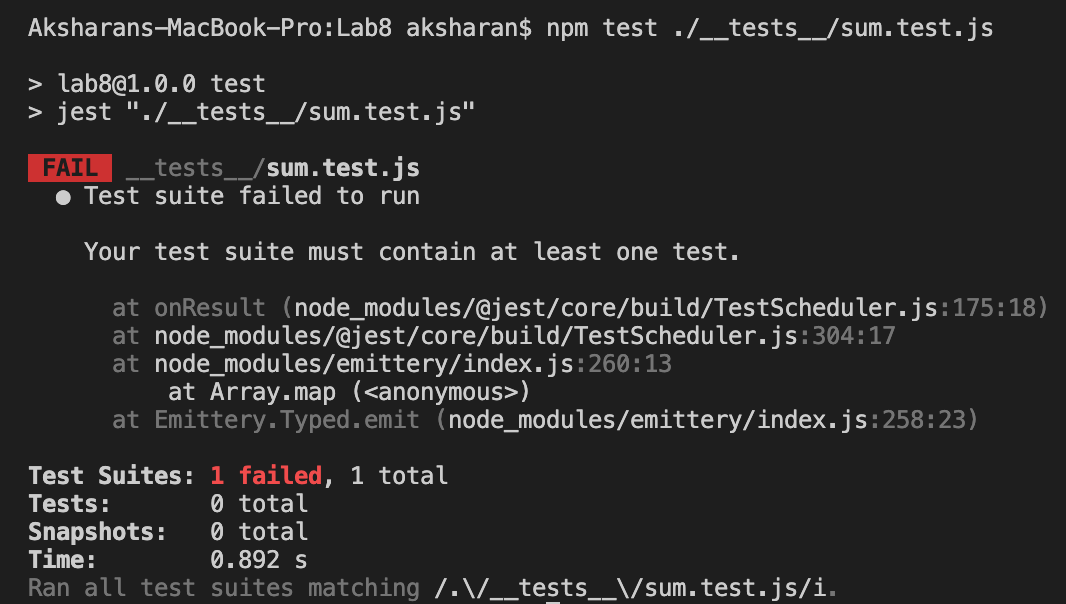 Aksharans-MacBook-Pro:Lab8 aksharan$ npm test ./__tests__/sum.test.js
> lab8@1.0.0 test
> jest "./__tests__/sum.test.js"
FAIL __tests__/sum.test.js
● Test suite failed to run
Your test suite must contain at least one test.
at onResult (node_modules/@jest/core/build/TestScheduler.js:175:18)
at node_modules/@jest/core/build/TestScheduler.js:304:17
at node_modules/emittery/index.js:260:13
at Array.map (<anonymous>)
at Emittery.Typed.emit (node_modules/emittery/index.js:258:23)
Test Suites: 1 failed, 1 total
Tests: 0 total
Snapshots: 0 total
Time: 0.892 s
Ran all test suites matching /.\/__tests__\/sum.test.js/i.